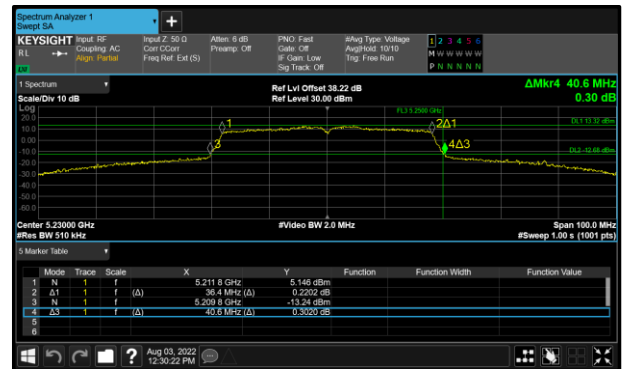 Spectrum Analyzer 1
Swept SA
+
KEYSIGHT Input: RF Input Z: 50 Ω Atten: 6 dB PNO: Fast #Avg Type: Voltage 1 2 3 4 5 6
RL Coupling: AC Corr CCorr Preamp: Off Gate: Off Avg|Hold: 10/10 M W W W W W
Align: Partial Freq Ref: Ext (S) IF Gain: Low Trig: Free Run
Sig Track: Off P N N N N N
LXI
1 Spectrum
Ref Lvl Offset 38.22 dB ΔMkr4 40.6 MHz
Scale/Div 10 dB Ref Level 30.00 dBm 0.30 dB
Log FL3 5.2500 GHz
20.0 1 2Δ1 DL1 13.32 dBm
10.0
0.00 3 4Δ3
-10.0 DL2 -12.68 dBm
-20.0
-30.0
-40.0
-50.0
-60.0
Center 5.23000 GHz #Video BW 2.0 MHz Span 100.0 MHz
#Res BW 510 kHz #Sweep 1.00 s (1001 pts)
5 Marker Table
Mode Trace Scale X Y Function Function Width Function Value
1 N 1 f 5.211 8 GHz 5.146 dBm
2 Δ1 1 f (Δ) 36.4 MHz (Δ) 0.2202 dB
3 N 1 f 5.209 8 GHz -13.24 dBm
4 Δ3 1 f (Δ) 40.6 MHz (Δ) 0.3020 dB
5
6
? Aug 03, 2022
12:30:22 PM